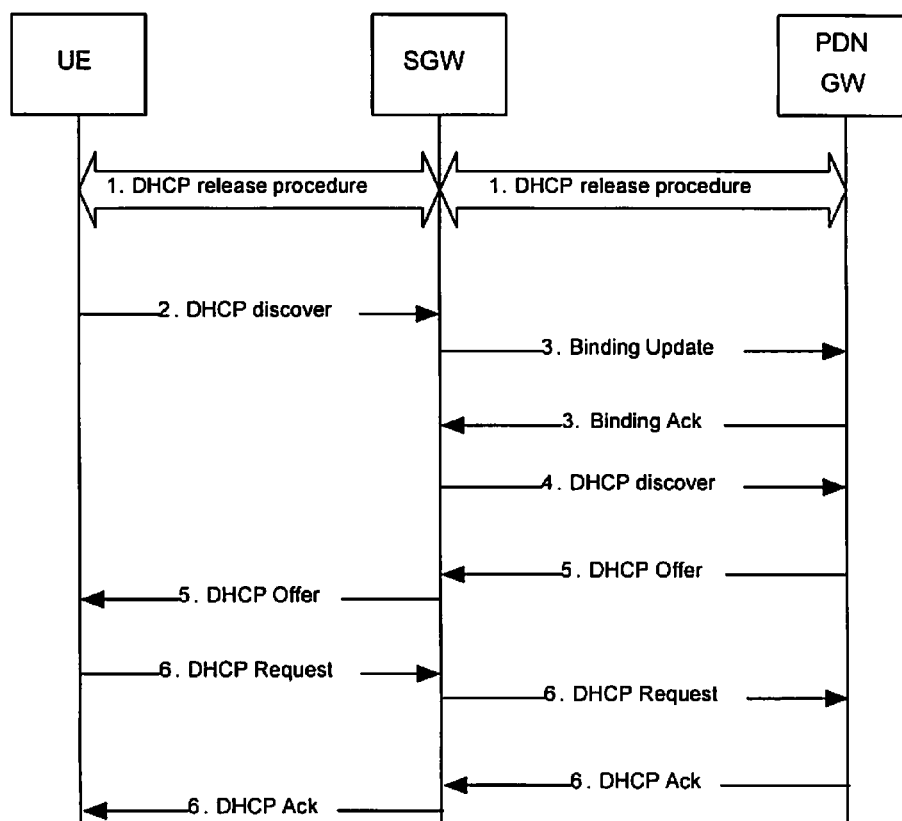 UE
SGW
PDN
GW
1. DHCP release procedure
1. DHCP release procedure
2. DHCP discover
3. Binding Update
3. Binding Ack
4. DHCP discover
5. DHCP Offer
5. DHCP Offer
6. DHCP Request
6. DHCP Request
6. DHCP Ack
6. DHCP Ack